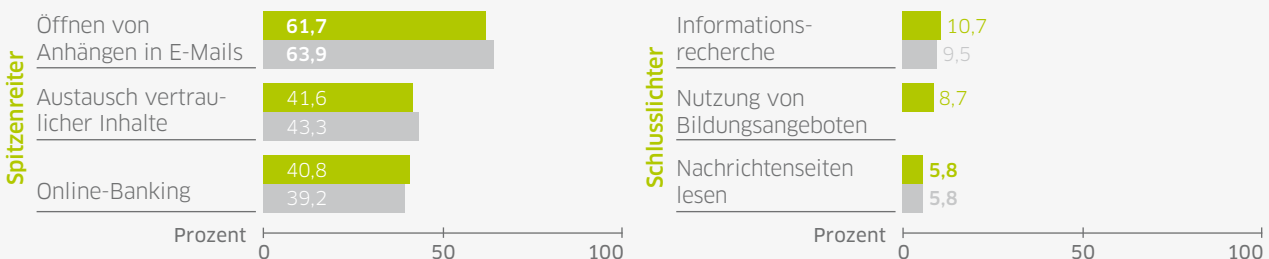 Spitzenreiter
Öffnen von
Anhängen in E-Mails
61,7
63,9
Austausch vertrau-
licher Inhalte
41,6
43,3
Online-Banking
40,8
39,2
Prozent
0
50
100
Schlusslichter
Informations-
recherche
10,7
9,5
Nutzung von
Bildungsangeboten
8,7
Nachrichtenseiten
lesen
5,8
5,8
Prozent
0
50
100